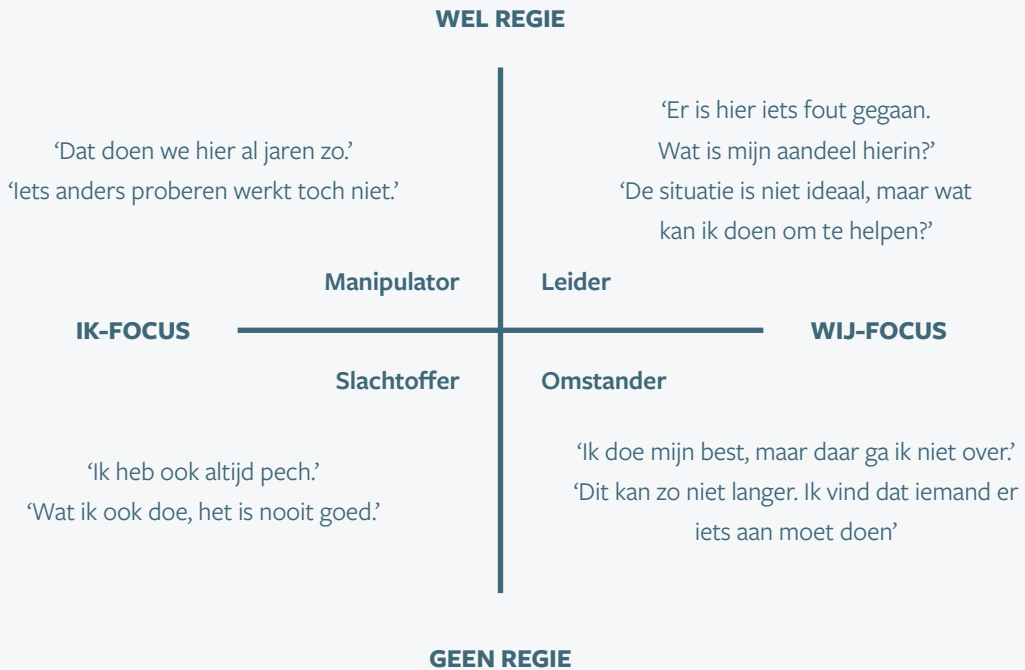 WEL REGIE
‘Dat doen we hier al jaren zo.’
‘Iets anders proberen werkt toch niet.’
‘Er is hier iets fout gegaan.
Wat is mijn aandeel hierin?’
‘De situatie is niet ideaal, maar wat
kan ik doen om te helpen?’
Manipulator
Leider
IK-FOCUS
WIJ-FOCUS
Slachtoffer
Omstander
‘Ik heb ook altijd pech.’
‘Wat ik ook doe, het is nooit goed.’
‘Ik doe mijn best, maar daar ga ik niet over.’
‘Dit kan zo niet langer. Ik vind dat iemand er
iets aan moet doen’
GEEN REGIE